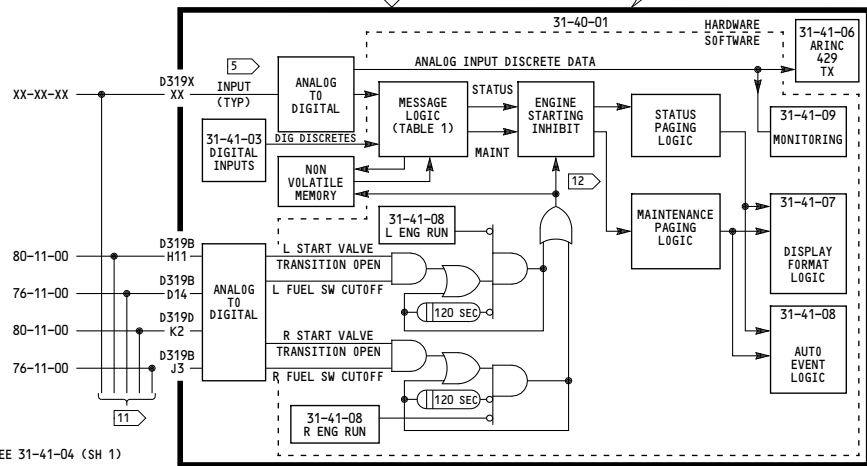 31-40-01
HARDWARE
SOFTWARE
31-41-06
ARINC
429
TX
5
ANALOG INPUT DISCRETE DATA
XX-XX-XX
D319X
XX
INPUT
(TYP)
ANALOG
TO
DIGITAL
MESSAGE
LOGIC
(TABLE 1)
STATUS
MAINT
ENGINE
STARTING
INHIBIT
STATUS
PAGING
LOGIC
31-41-09
MONITORING
31-41-03
DIGITAL
INPUTS
DIG DISCRETES
NON
VOLATILE
MEMORY
12
MAINTENANCE
PAGING
LOGIC
31-41-07
DISPLAY
FORMAT
LOGIC
31-41-08
L ENG RUN
80-11-00
D319B
H11
76-11-00
D319B
D14
80-11-00
D319D
K2
76-11-00
D319B
J3
ANALOG
TO
DIGITAL
L START VALVE
TRANSITION OPEN
L FUEL SW CUTOFF
120 SEC
R START VALVE
TRANSITION OPEN
R FUEL SW CUTOFF
120 SEC
31-41-08
AUTO
EVENT
LOGIC
11
31-41-08
R ENG RUN
EE 31-41-04 (SH 1)